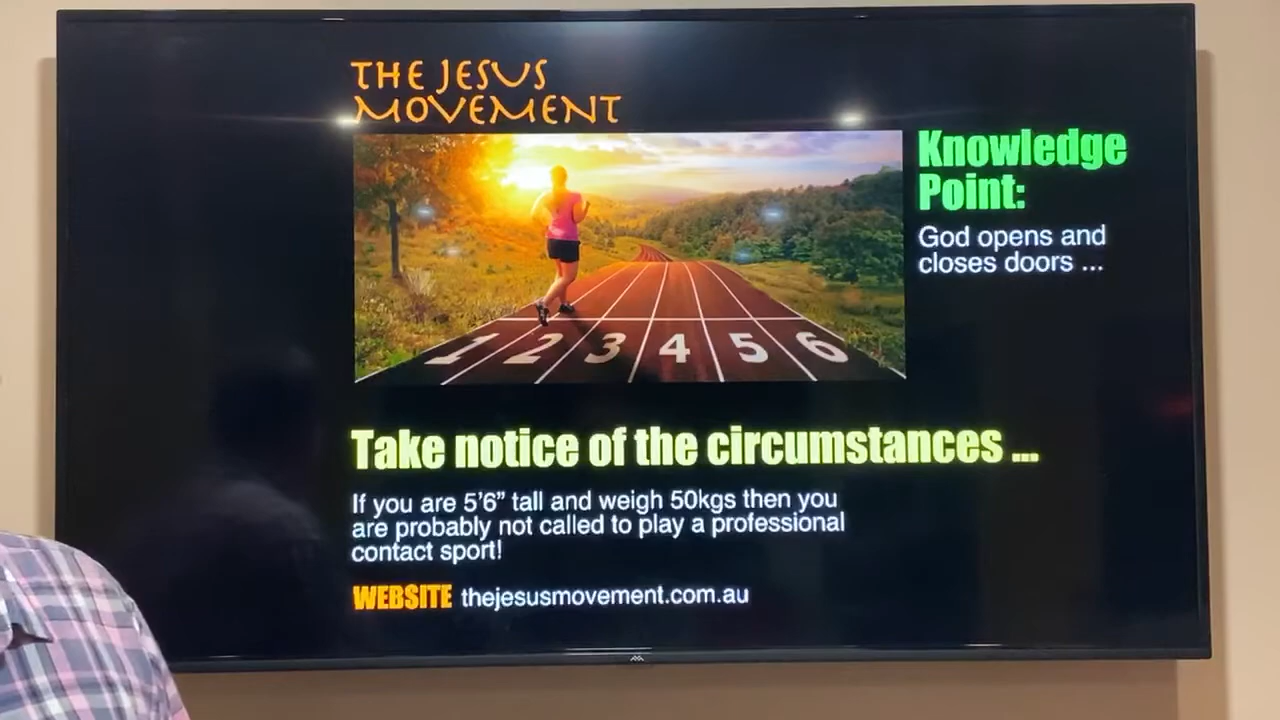 THE JESUS
MOVEMENT
Knowledge
Point:
God opens and
closes doors ...
1 2 3 4 5 6
Take notice of the circumstances ...
If you are 5’6” tall and weigh 50kgs then you
are probably not called to play a professional
contact sport!
WEBSITE thejesusmovement.com.au